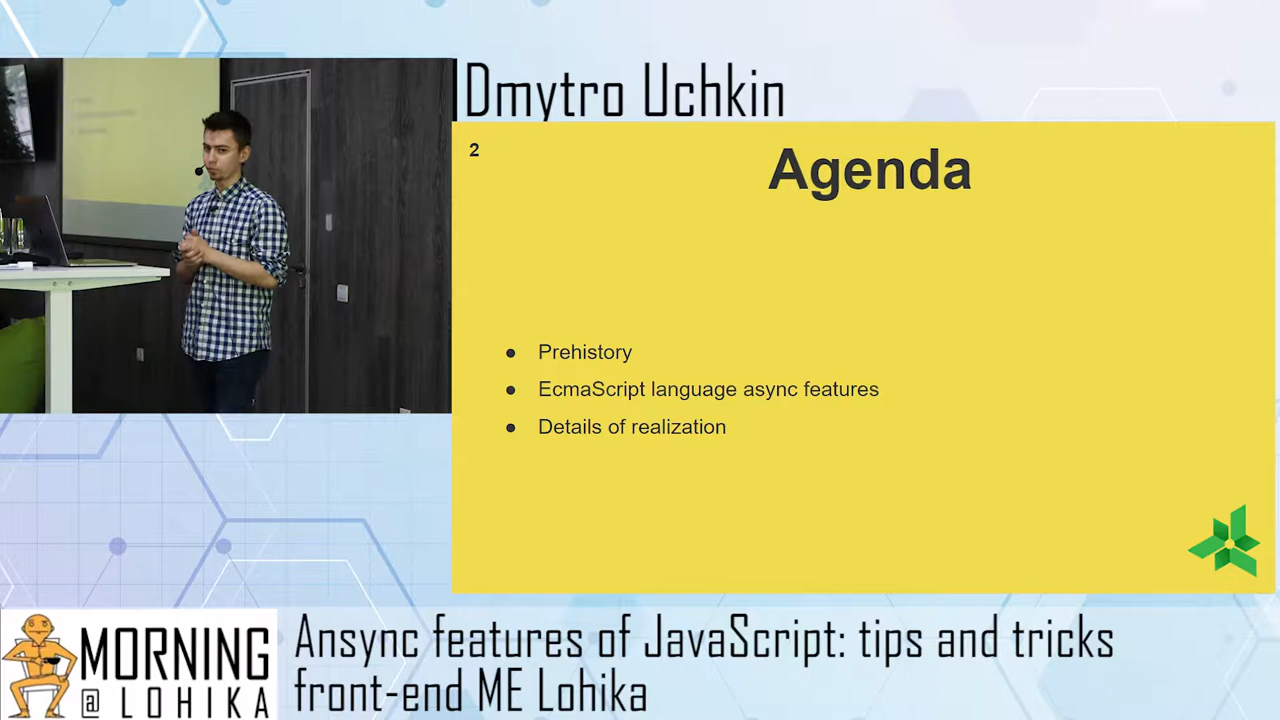 Dmytro Uchkin
2
Agenda
● Prehistory
● EcmaScript language async features
● Details of realization
MORNING
@ LOHIKA
Ansync features of JavaScript: tips and tricks
front-end ME Lohika